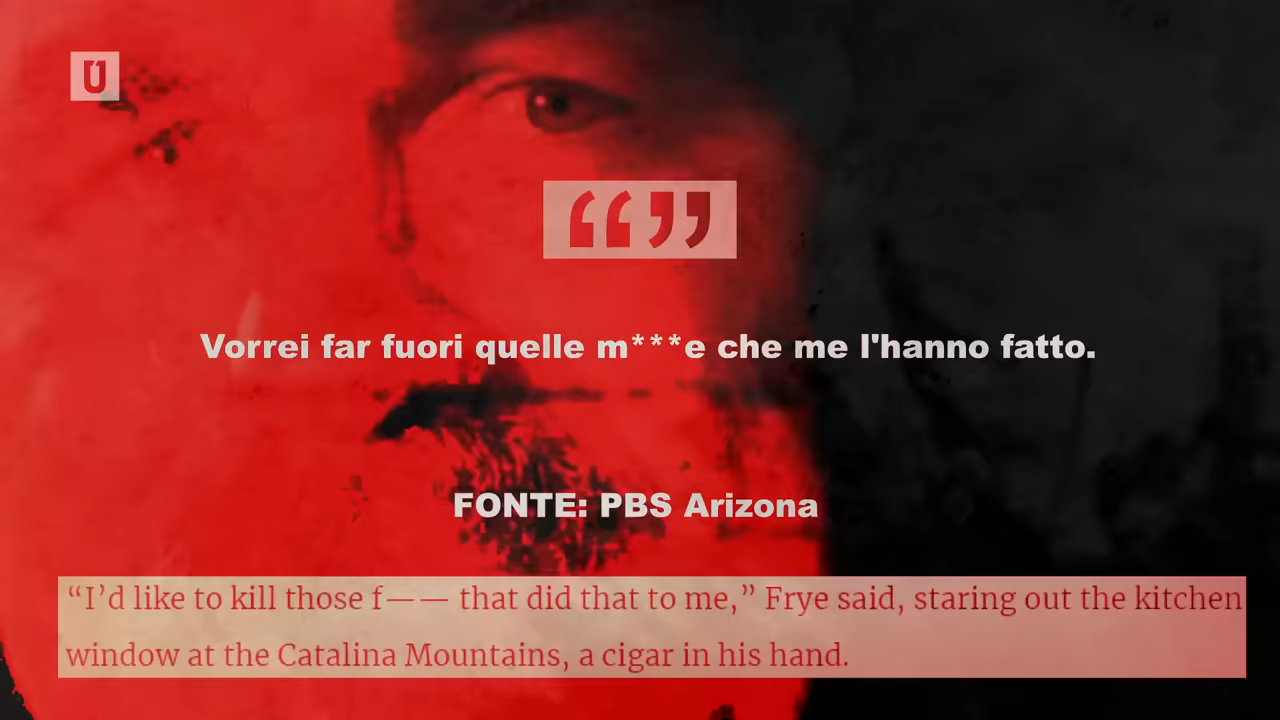 U
“”
Vorrei far fuori quelle m***e che me l'hanno fatto.
FONTE: PBS Arizona
“I’d like to kill those f—— that did that to me,” Frye said, staring out the kitchen
window at the Catalina Mountains, a cigar in his hand.